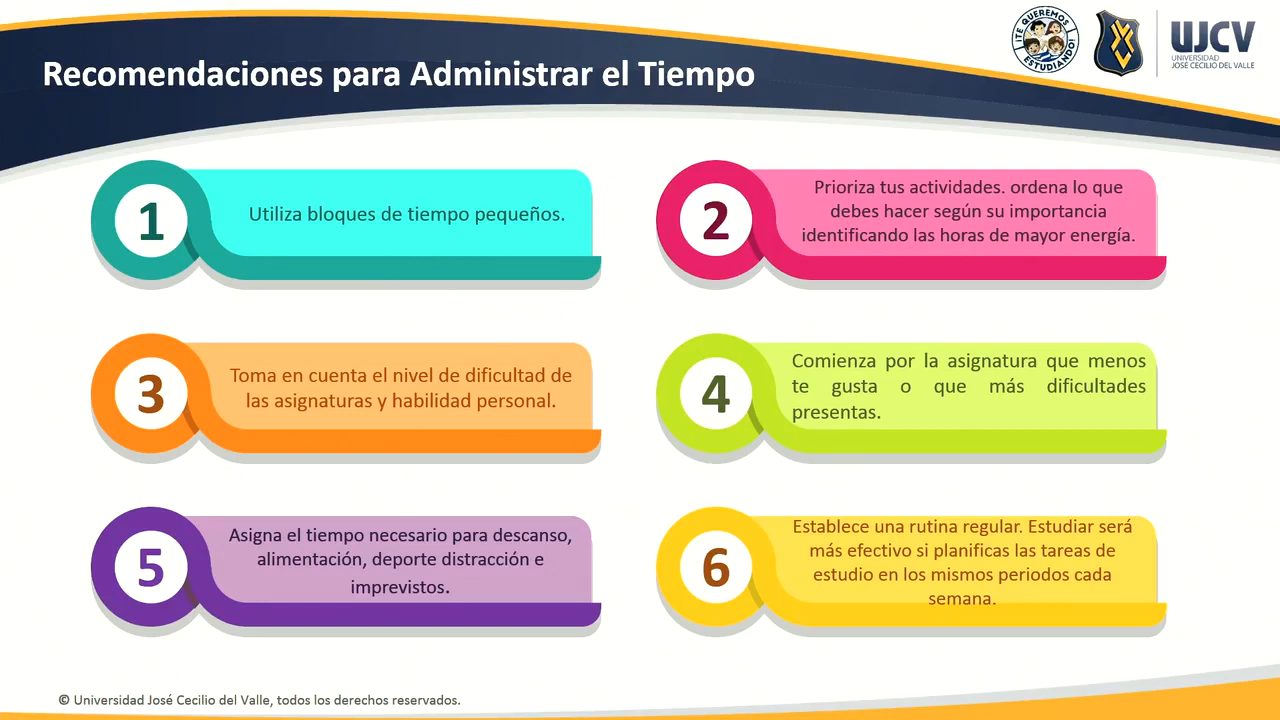 ¡TE QUEREMOS
ESTUDIANDO!
UJCV
UNIVERSIDAD
JOSÉ CECILIO DEL VALLE
Recomendaciones para Administrar el Tiempo
1
Utiliza bloques de tiempo pequeños.
2
Prioriza tus actividades. ordena lo que
debes hacer según su importancia
identificando las horas de mayor energía.
3
Toma en cuenta el nivel de dificultad de
las asignaturas y habilidad personal.
4
Comienza por la asignatura que menos
te gusta o que más dificultades
presentas.
5
Asigna el tiempo necesario para descanso,
alimentación, deporte distracción e
imprevistos.
6
Establece una rutina regular. Estudiar será
más efectivo si planificas las tareas de
estudio en los mismos periodos cada
semana.
© Universidad José Cecilio del Valle, todos los derechos reservados.